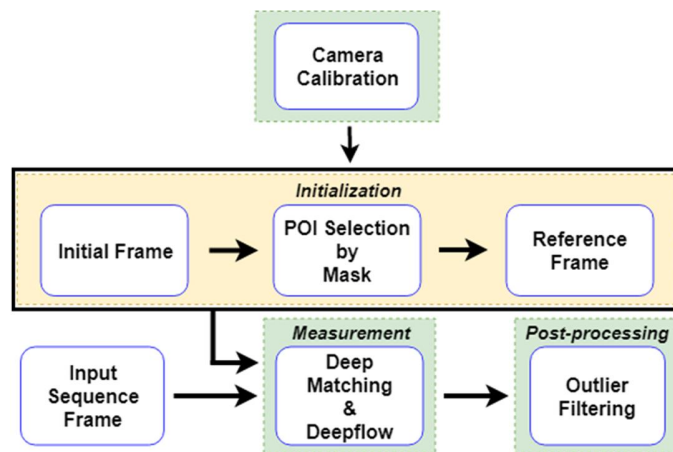 Camera
Calibration
Initialization
Initial Frame
POI Selection
by
Mask
Reference
Frame
Input
Sequence
Frame
Measurement
Deep
Matching
&
Deepflow
Post-processing
Outlier
Filtering